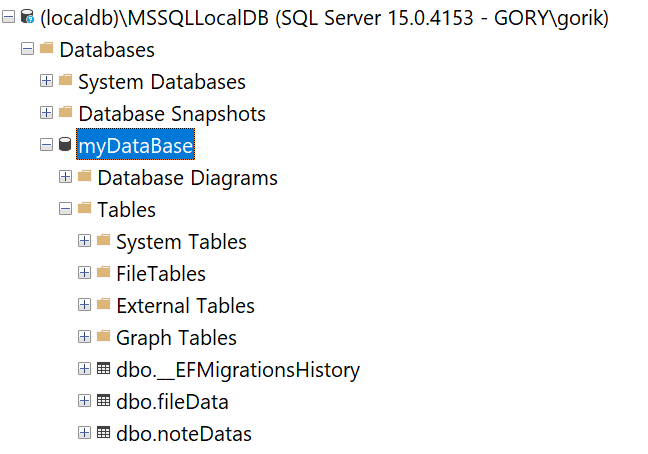 (localdb)\MSSQLLocalDB (SQL Server 15.0.4153 - GORY\gorik)
Databases
System Databases
Database Snapshots
myDataBase
Database Diagrams
Tables
System Tables
FileTables
External Tables
Graph Tables
dbo.__EFMigrationsHistory
dbo.fileData
dbo.noteDatas